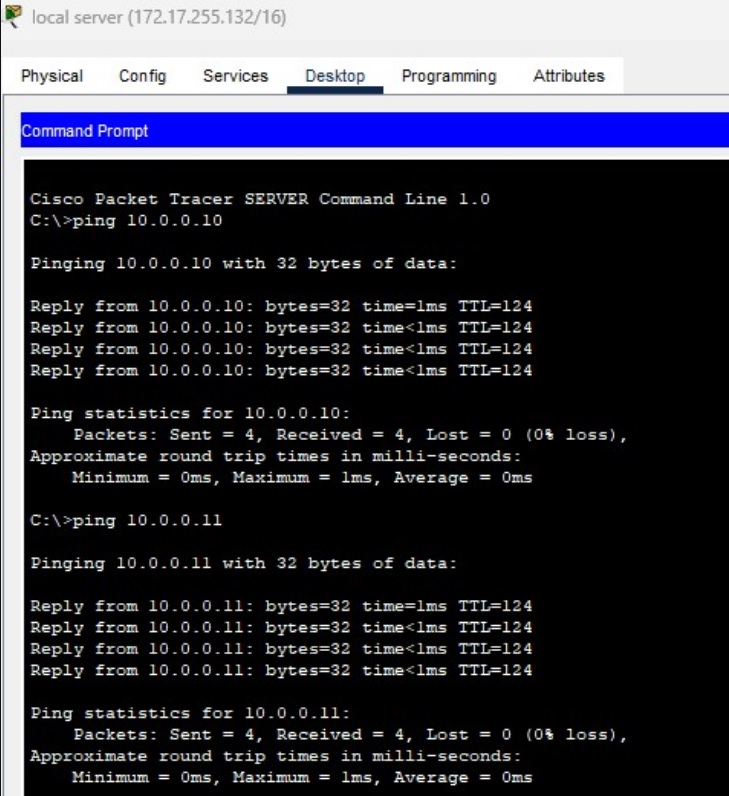 local server (172.17.255.132/16)
Physical Config Services Desktop Programming Attributes
Command Prompt
Cisco Packet Tracer SERVER Command Line 1.0
C:\>ping 10.0.0.10
Pinging 10.0.0.10 with 32 bytes of data:
Reply from 10.0.0.10: bytes=32 time=1ms TTL=124
Reply from 10.0.0.10: bytes=32 time<1ms TTL=124
Reply from 10.0.0.10: bytes=32 time<1ms TTL=124
Reply from 10.0.0.10: bytes=32 time<1ms TTL=124
Ping statistics for 10.0.0.10:
Packets: Sent = 4, Received = 4, Lost = 0 (0% loss),
Approximate round trip times in milli-seconds:
Minimum = 0ms, Maximum = 1ms, Average = 0ms
C:\>ping 10.0.0.11
Pinging 10.0.0.11 with 32 bytes of data:
Reply from 10.0.0.11: bytes=32 time=1ms TTL=124
Reply from 10.0.0.11: bytes=32 time<1ms TTL=124
Reply from 10.0.0.11: bytes=32 time<1ms TTL=124
Reply from 10.0.0.11: bytes=32 time<1ms TTL=124
Ping statistics for 10.0.0.11:
Packets: Sent = 4, Received = 4, Lost = 0 (0% loss),
Approximate round trip times in milli-seconds:
Minimum = 0ms, Maximum = 1ms, Average = 0ms